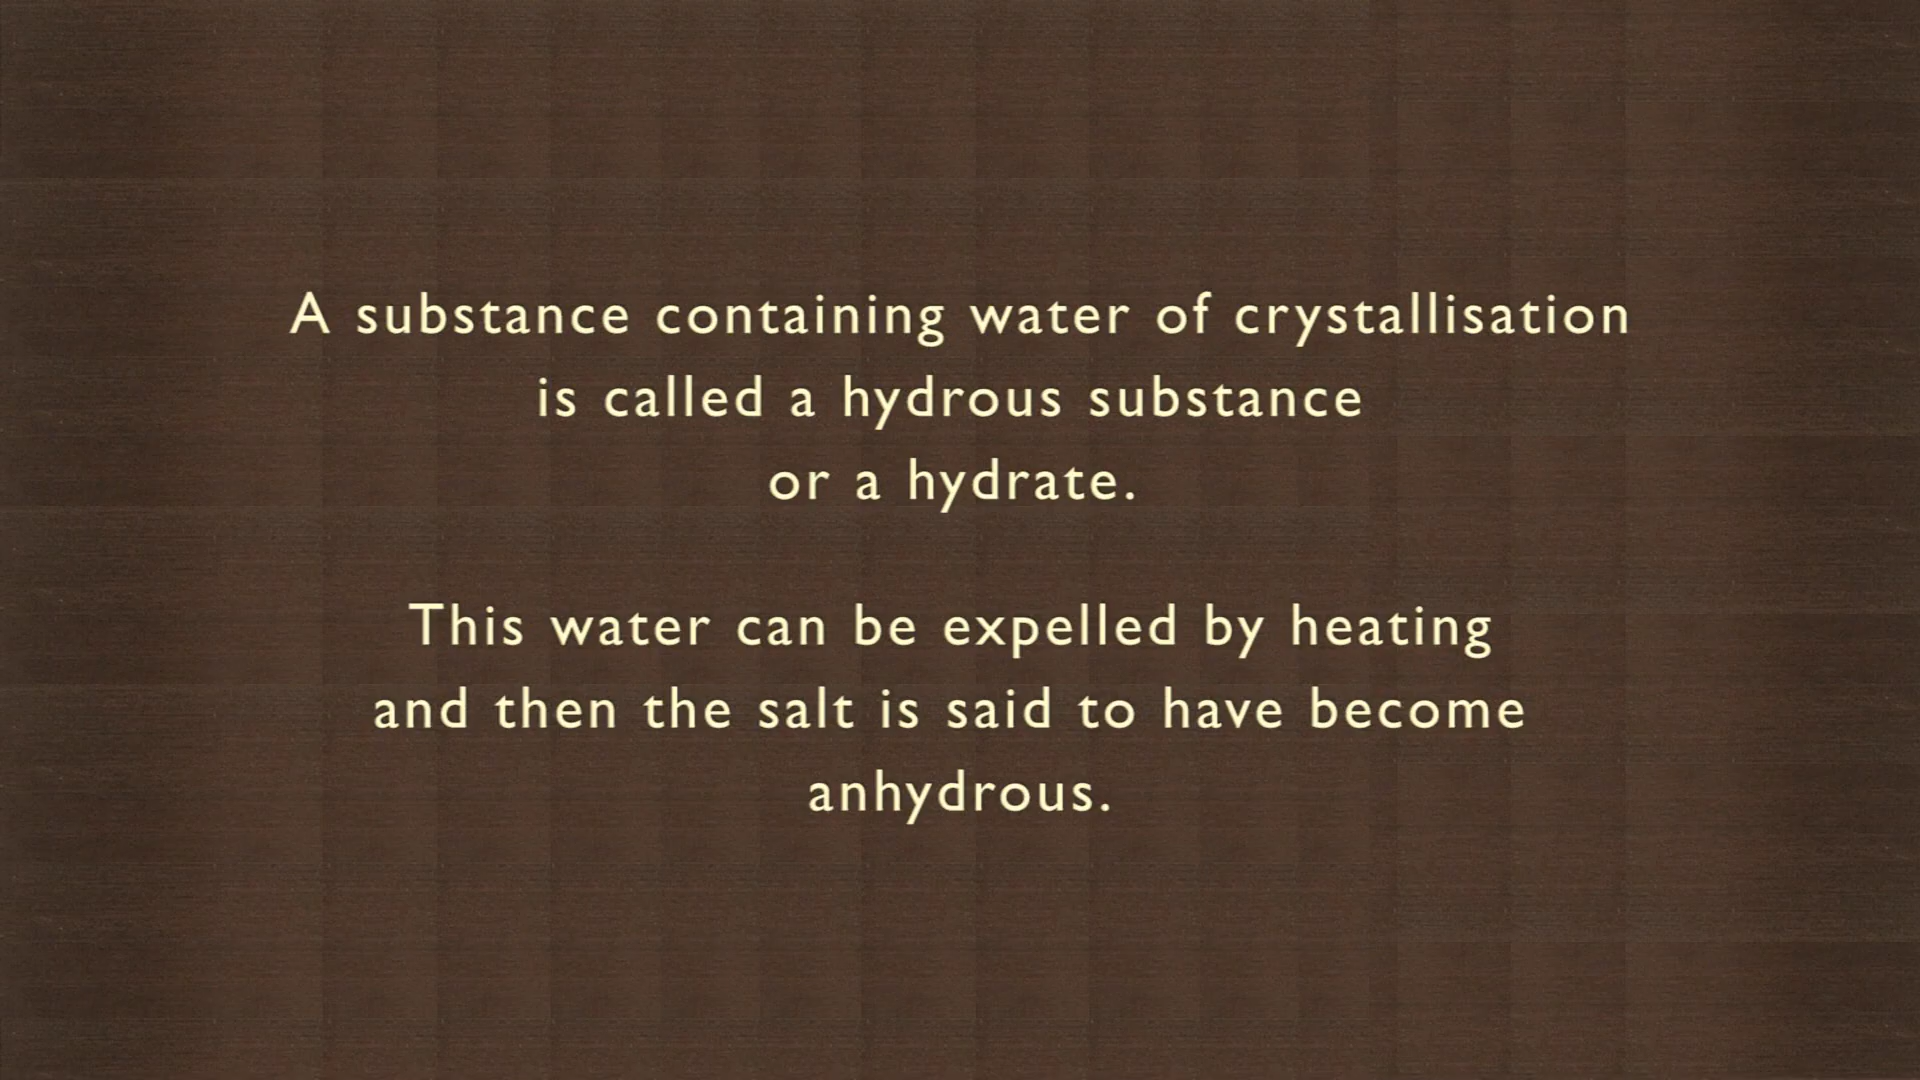 A substance containing water of crystallisation
is called a hydrous substance
or a hydrate.
This water can be expelled by heating
and then the salt is said to have become
anhydrous.